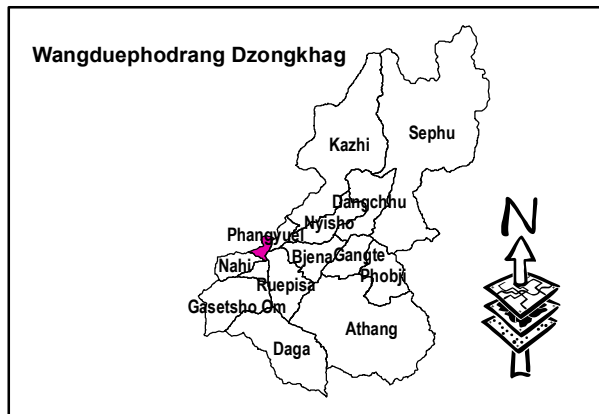 Wangduephodrang Dzongkhag
Sephu
Kazhi
Dangchhu
N
Nyisho
Phangyuel
Bjena
Gangte
Nahi
Phobji
Ruepisa
Gasetsho Om
Athang
Daga